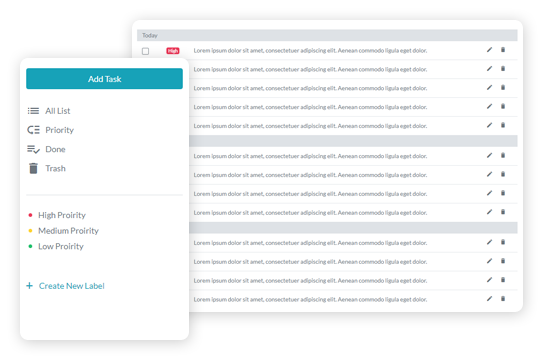 Today
High
Lorem ipsum dolor sit amet, consectetuer adipiscing elit. Aenean commodo ligula eget dolor.
Lorem ipsum dolor sit amet, consectetuer adipiscing elit. Aenean commodo ligula eget dolor.
Lorem ipsum dolor sit amet, consectetuer adipiscing elit. Aenean commodo ligula eget dolor.
Lorem ipsum dolor sit amet, consectetuer adipiscing elit. Aenean commodo ligula eget dolor.
Lorem ipsum dolor sit amet, consectetuer adipiscing elit. Aenean commodo ligula eget dolor.
Lorem ipsum dolor sit amet, consectetuer adipiscing elit. Aenean commodo ligula eget dolor.
Lorem ipsum dolor sit amet, consectetuer adipiscing elit. Aenean commodo ligula eget dolor.
Lorem ipsum dolor sit amet, consectetuer adipiscing elit. Aenean commodo ligula eget dolor.
Lorem ipsum dolor sit amet, consectetuer adipiscing elit. Aenean commodo ligula eget dolor.
Lorem ipsum dolor sit amet, consectetuer adipiscing elit. Aenean commodo ligula eget dolor.
Lorem ipsum dolor sit amet, consectetuer adipiscing elit. Aenean commodo ligula eget dolor.
Lorem ipsum dolor sit amet, consectetuer adipiscing elit. Aenean commodo ligula eget dolor.
Lorem ipsum dolor sit amet, consectetuer adipiscing elit. Aenean commodo ligula eget dolor.
Add Task
All List
Priority
Done
Trash
High Proirity
Medium Proirity
Low Proirity
+ Create New Label